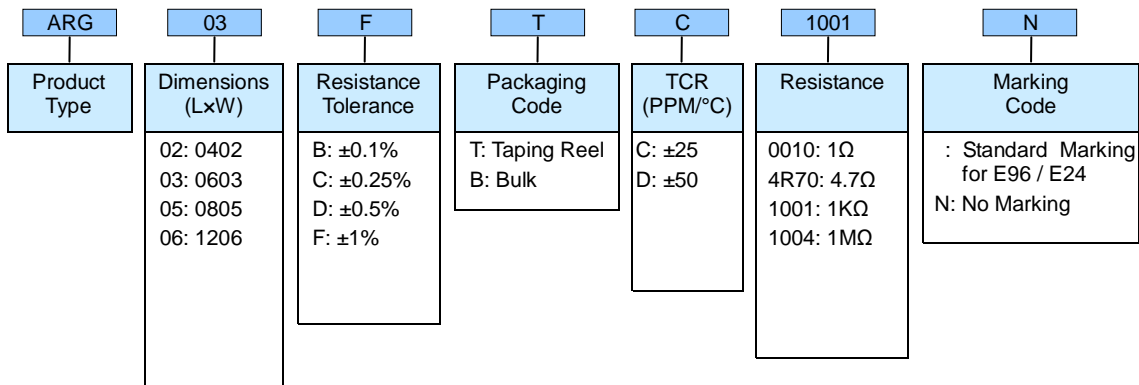 ARG 03 F T C 1001 N
Product
Type
Dimensions
(L×W)
02: 0402
03: 0603
05: 0805
06: 1206
Resistance
Tolerance
B: ±0.1%
C: ±0.25%
D: ±0.5%
F: ±1%
Packaging
Code
T: Taping Reel
B: Bulk
TCR
(PPM/°C)
C: ±25
D: ±50
Resistance
0010: 1Ω
4R70: 4.7Ω
1001: 1KΩ
1004: 1MΩ
Marking
Code
: Standard Marking
for E96 / E24
N: No Marking